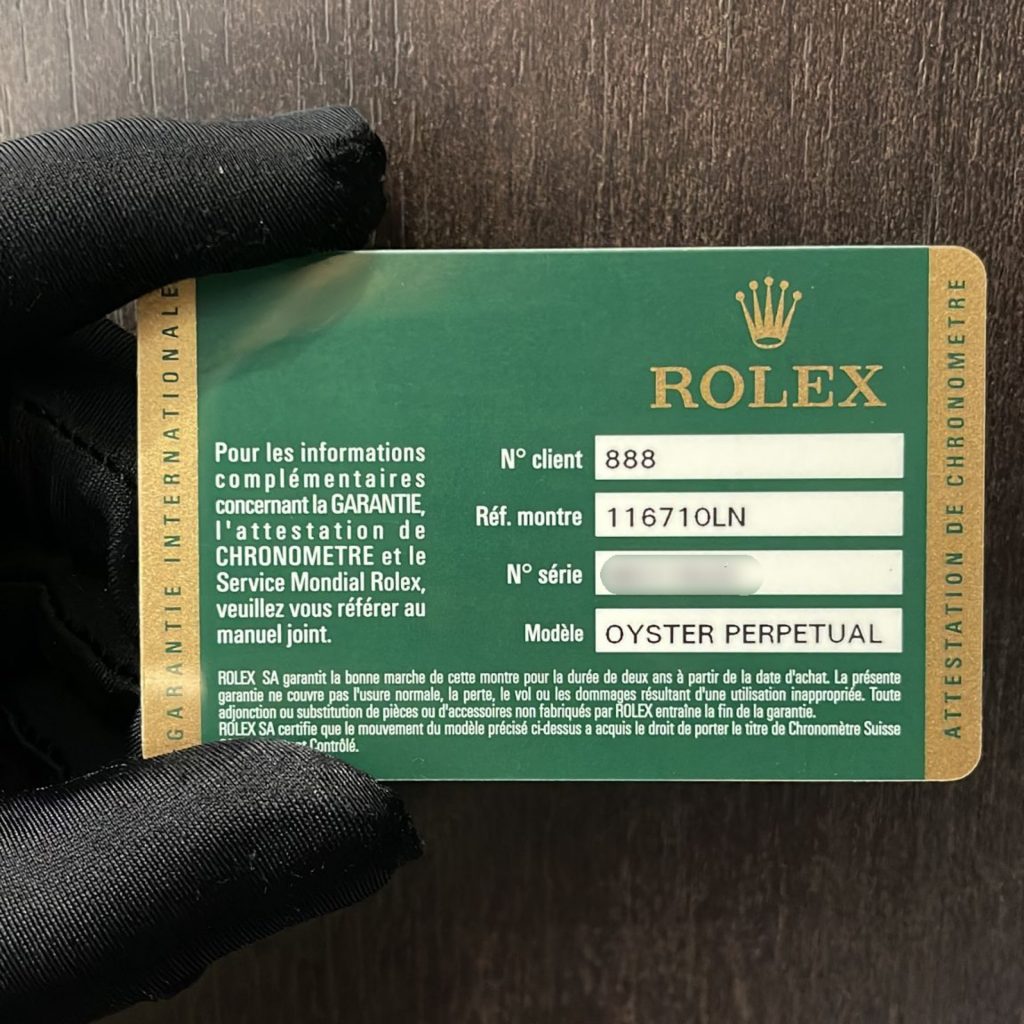 GARANTIE INTERNATIONALE
ROLEX
Pour les informations
complémentaires
concernant la GARANTIE,
l'attestation de
CHRONOMETRE et le
Service Mondial Rolex,
veuillez vous référer au
manuel joint.
N° client 888
Réf. montre 116710LN
N° série
Modèle OYSTER PERPETUAL
ROLEX SA garantit la bonne marche de cette montre pour la durée de deux ans à partir de la date d'achat. La présente
garantie ne couvre pas l'usure normale, la perte, le vol ou les dommages résultant d'une utilisation inappropriée. Toute
adjonction ou substitution de pièces ou d'accessoires non fabriqués par ROLEX entraîne la fin de la garantie.
ROLEX SA certifie que le mouvement du modèle précisé ci-dessus a acquis le droit de porter le titre de Chronomètre Suisse
Contrôlé.
ATTESTATION DE CHRONOMETRE